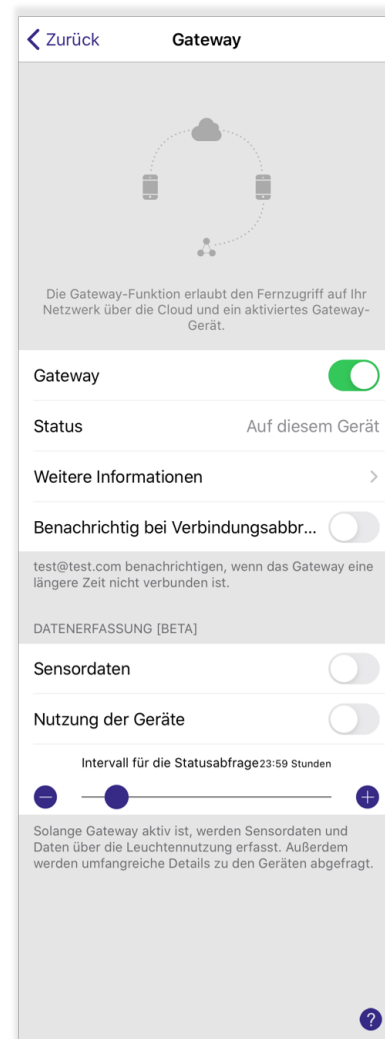 Zurück
Gateway
Die Gateway-Funktion erlaubt den Fernzugriff auf Ihr
Netzwerk über die Cloud und ein aktiviertes Gateway-
Gerät.
Gateway
Status Auf diesem Gerät
Weitere Informationen
Benachrichtig bei Verbindungsabbr...
test@test.com benachrichtigen, wenn das Gateway eine
längere Zeit nicht verbunden ist.
DATENERFASSUNG [BETA]
Sensordaten
Nutzung der Geräte
Intervall für die Statusabfrage23:59 Stunden
Solange Gateway aktiv ist, werden Sensordaten und
Daten über die Leuchtennutzung erfasst. Außerdem
werden umfangreiche Details zu den Geräten abgefragt.
?